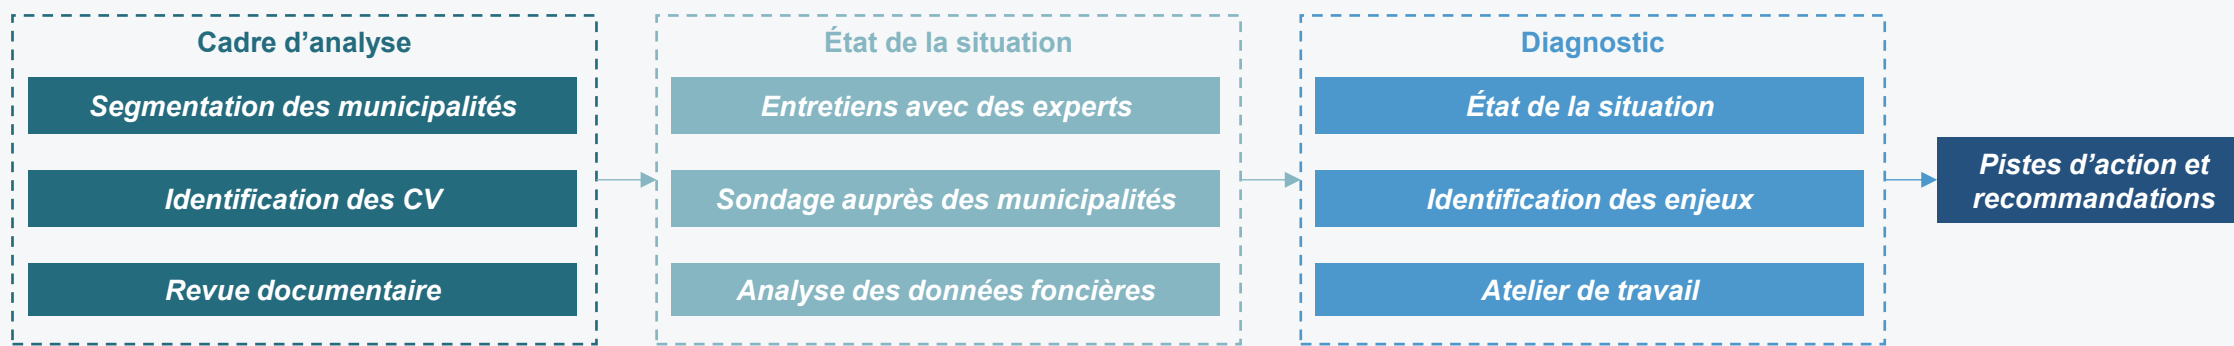 Cadre d’analyse
Segmentation des municipalités
Identification des CV
Revue documentaire
État de la situation
Entretiens avec des experts
Sondage auprès des municipalités
Analyse des données foncières
Diagnostic
État de la situation
Identification des enjeux
Atelier de travail
Pistes d’action et
recommandations